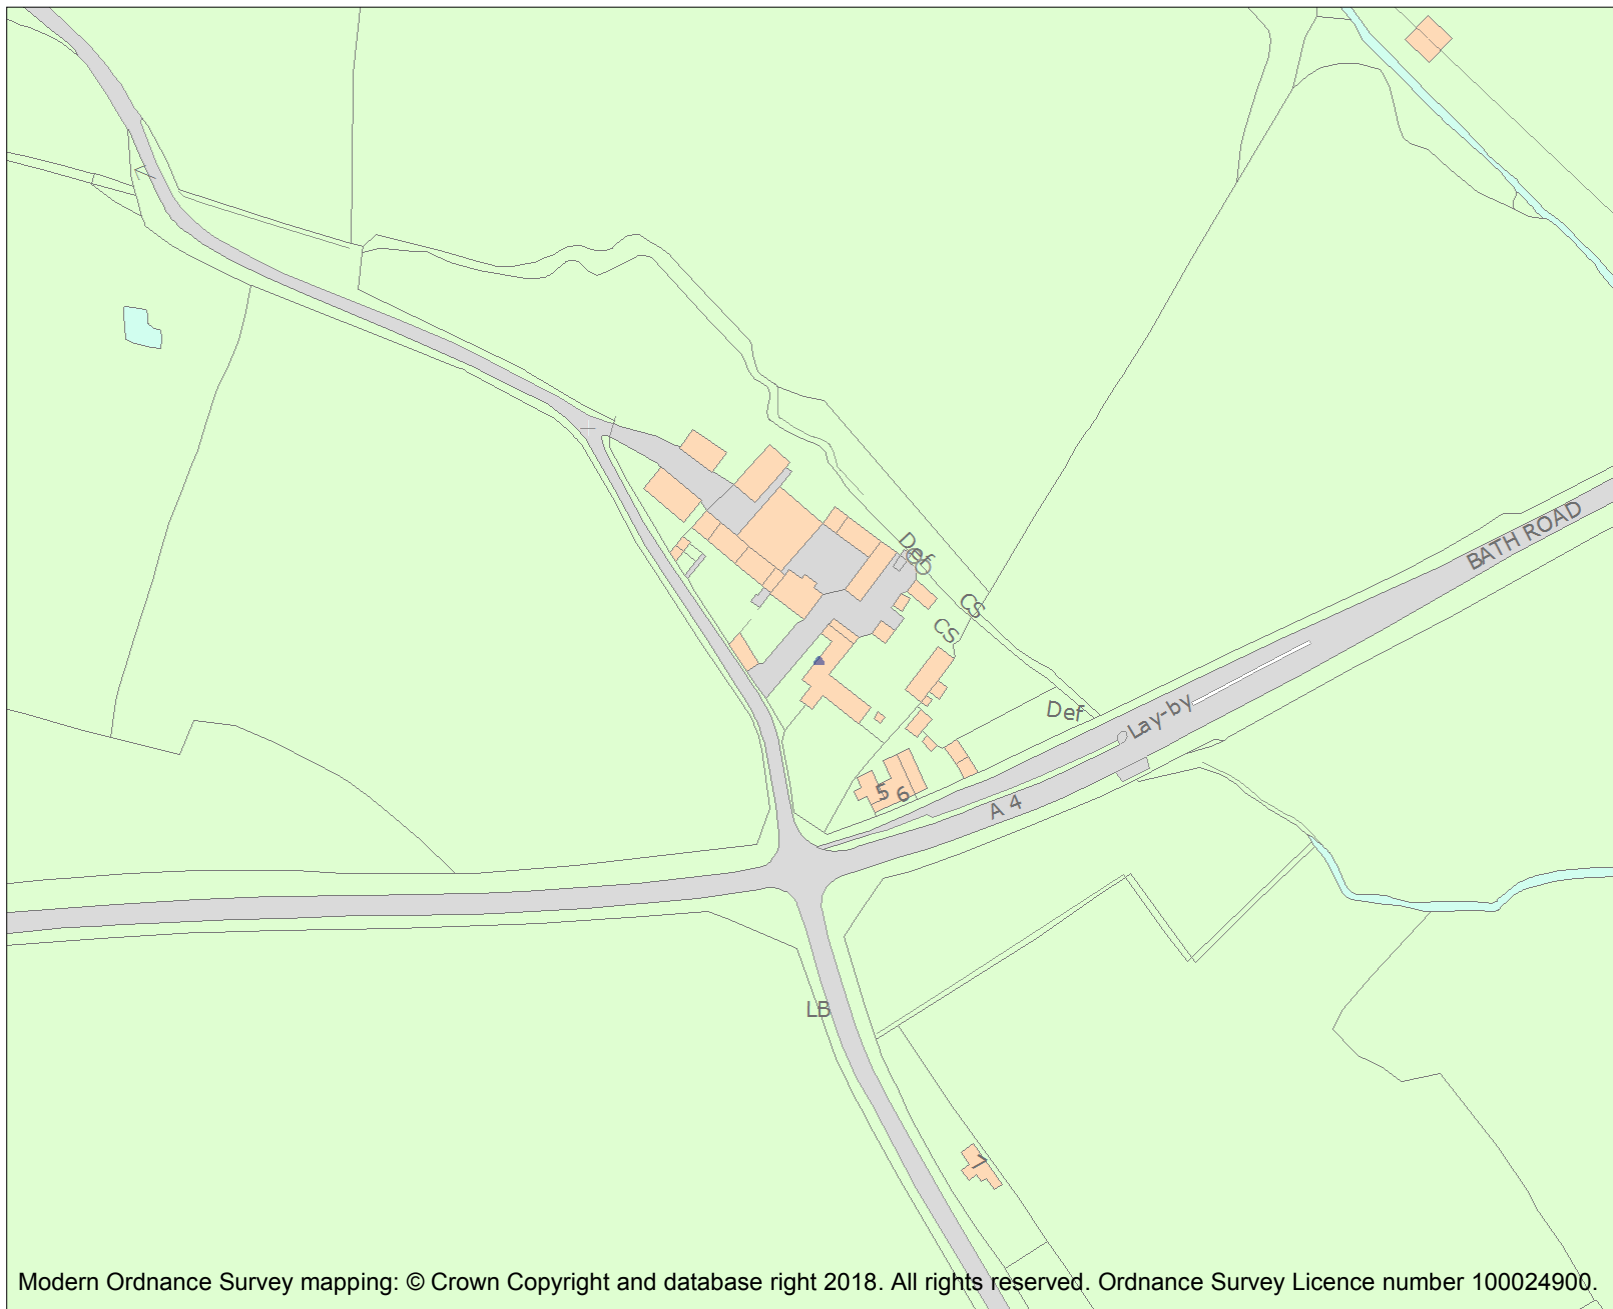 BATH ROAD
Def
CS
CS
Def
Lay-by
5
6
A 4
LB
7
Modern Ordnance Survey mapping: © Crown Copyright and database right 2018. All rights reserved. Ordnance Survey Licence number 100024900.